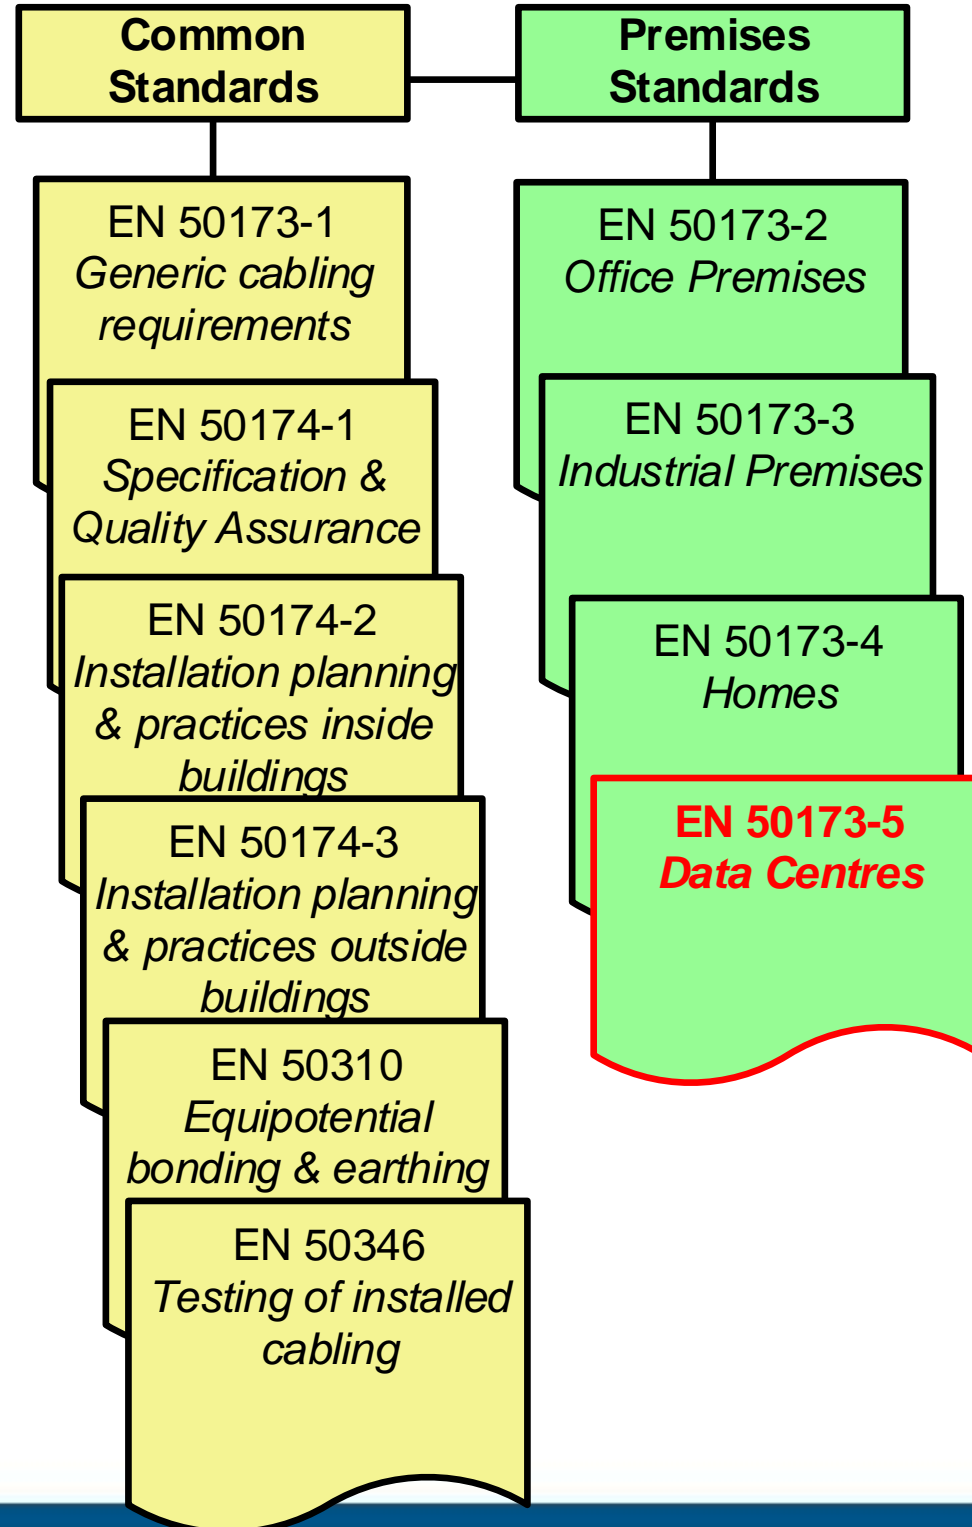 Common
Standards
EN 50173-1
Generic cabling
requirements
EN 50174-1
Specification &
Quality Assurance
EN 50174-2
Installation planning
& practices inside
buildings
EN 50174-3
Installation planning
& practices outside
buildings
EN 50310
Equipotential
bonding & earthing
EN 50346
Testing of installed
cabling
Premises
Standards
EN 50173-2
Office Premises
EN 50173-3
Industrial Premises
EN 50173-4
Homes
EN 50173-5
Data Centres